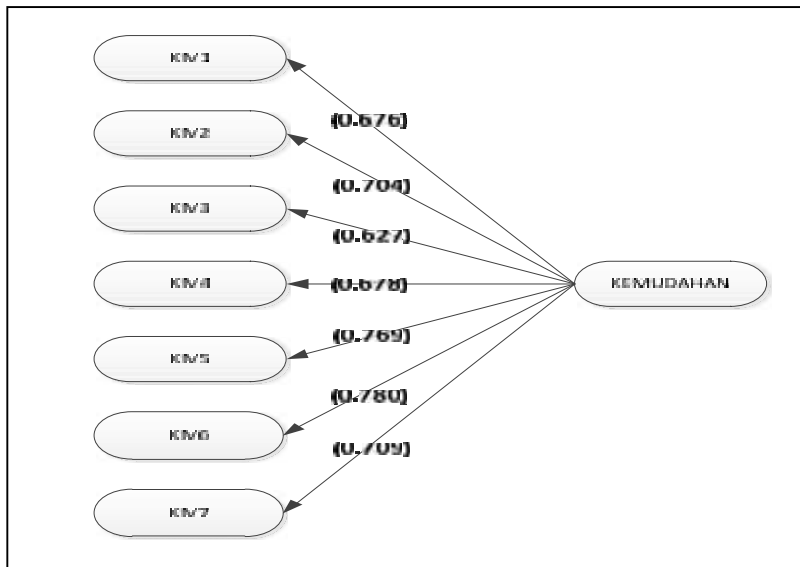 KM1
(0.676)
KM2
(0.704)
KM3
(0.627)
KM4
(0.678)
KEMUDAHAN
(0.769)
KM5
(0.780)
KM6
(0.709)
KM7